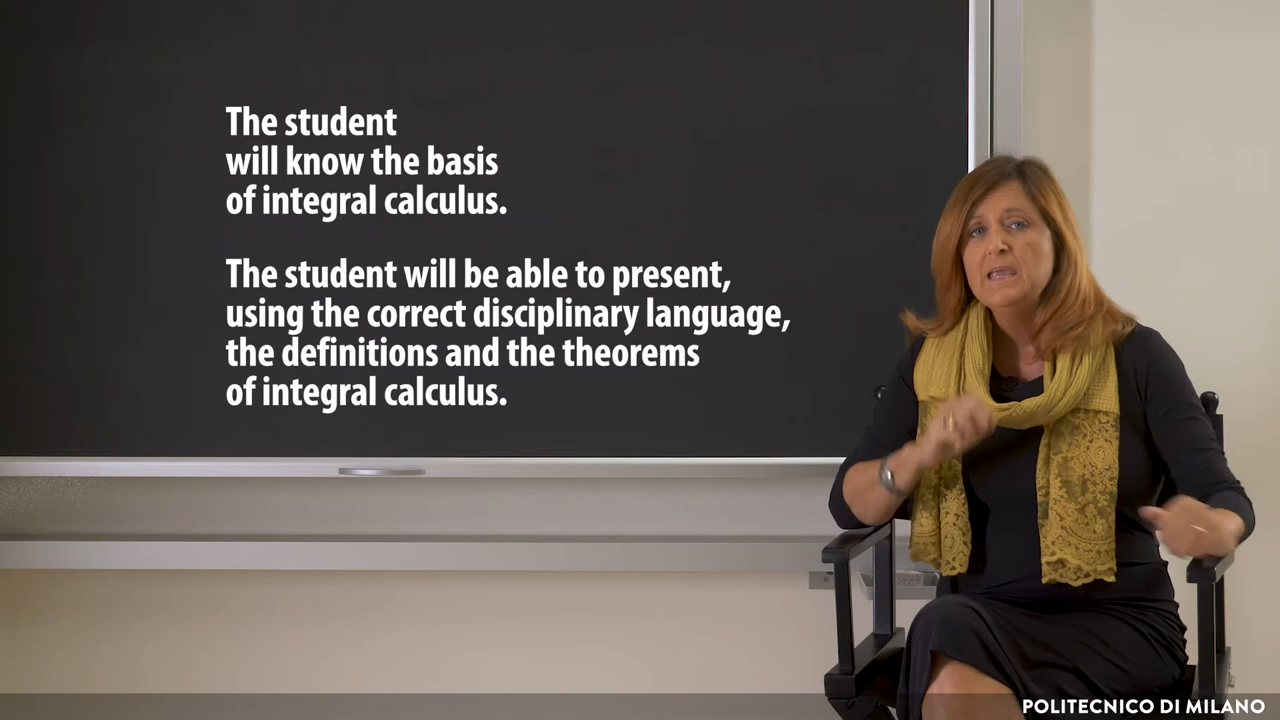 The student
will know the basis
of integral calculus.
The student will be able to present,
using the correct disciplinary language,
the definitions and the theorems
of integral calculus.
POLITECNICO DI MILANO